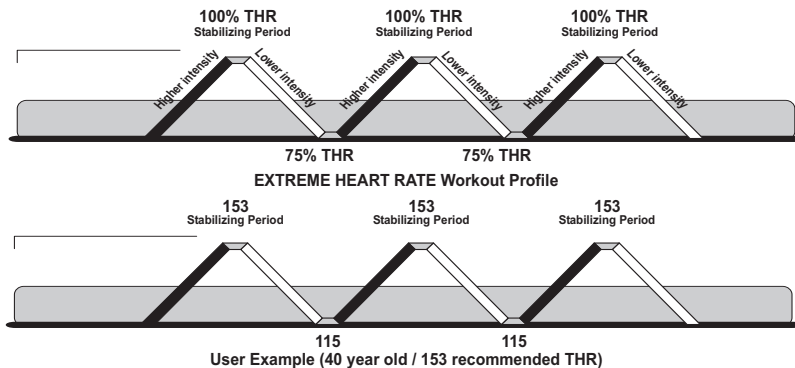 100% THR 100% THR 100% THR
Stabilizing Period Stabilizing Period Stabilizing Period
Higher intensity Lower intensity Higher intensity Lower intensity Higher intensity Lower intensity
75% THR 75% THR
EXTREME HEART RATE Workout Profile
153 153 153
Stabilizing Period Stabilizing Period Stabilizing Period
115 115
User Example (40 year old / 153 recommended THR)